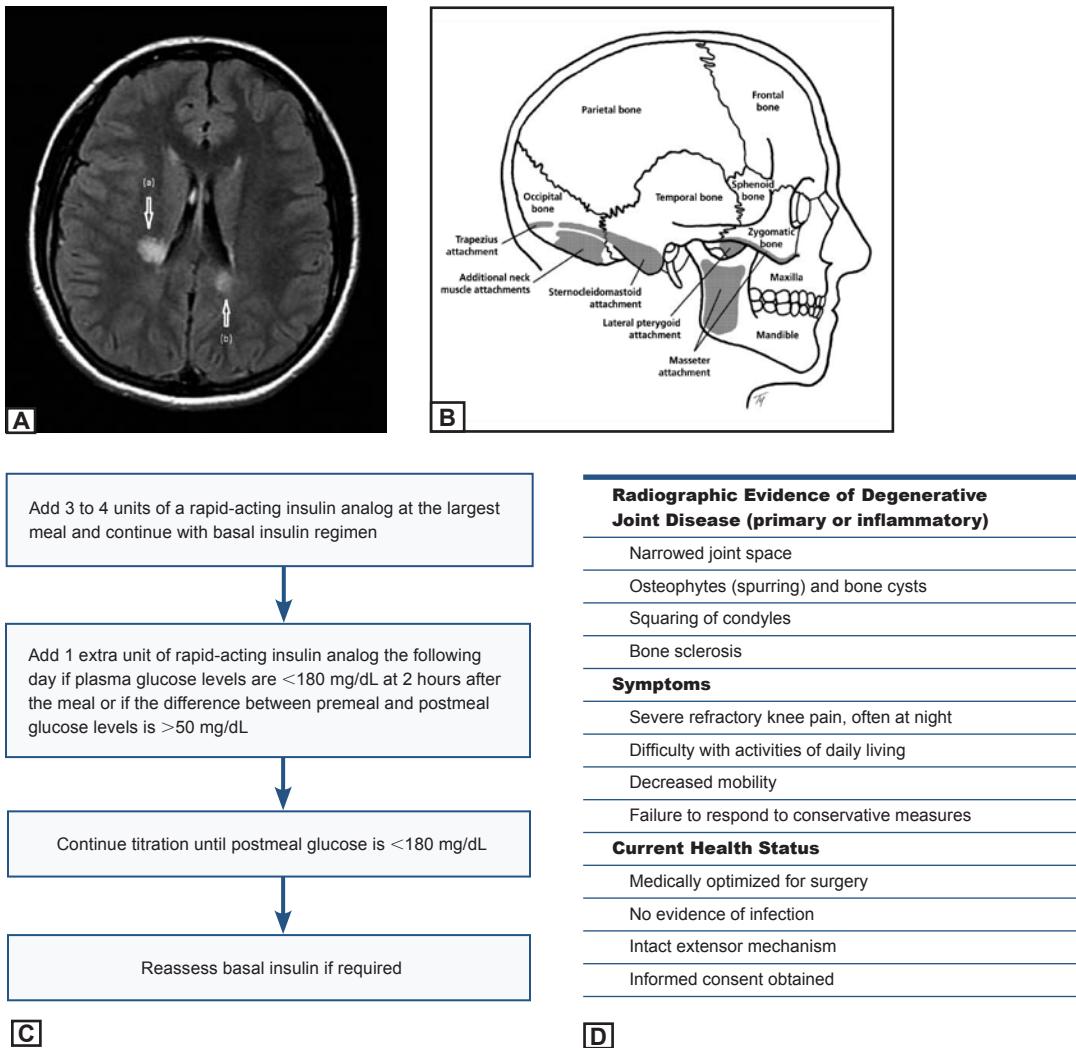 (a)
(b)
A
Parietal bone
Frontal
bone
Occipital
bone
Temporal bone
Sphenoid
bone
Zygomatic
bone
Trapezius
attachment
Additional neck
muscle attachments
Sternocleidomastoid
attachment
Maxilla
Lateral pterygoid
attachment
Mandible
Masseter
attachment
TY
B
Add 3 to 4 units of a rapid-acting insulin analog at the largest
meal and continue with basal insulin regimen
Add 1 extra unit of rapid-acting insulin analog the following
day if plasma glucose levels are <180 mg/dL at 2 hours after
the meal or if the difference between premeal and postmeal
glucose levels is >50 mg/dL
Continue titration until postmeal glucose is <180 mg/dL
Reassess basal insulin if required
C
Radiographic Evidence of Degenerative
Joint Disease (primary or inflammatory)
Narrowed joint space
Osteophytes (spurring) and bone cysts
Squaring of condyles
Bone sclerosis
Symptoms
Severe refractory knee pain, often at night
Difficulty with activities of daily living
Decreased mobility
Failure to respond to conservative measures
Current Health Status
Medically optimized for surgery
No evidence of infection
Intact extensor mechanism
Informed consent obtained
D